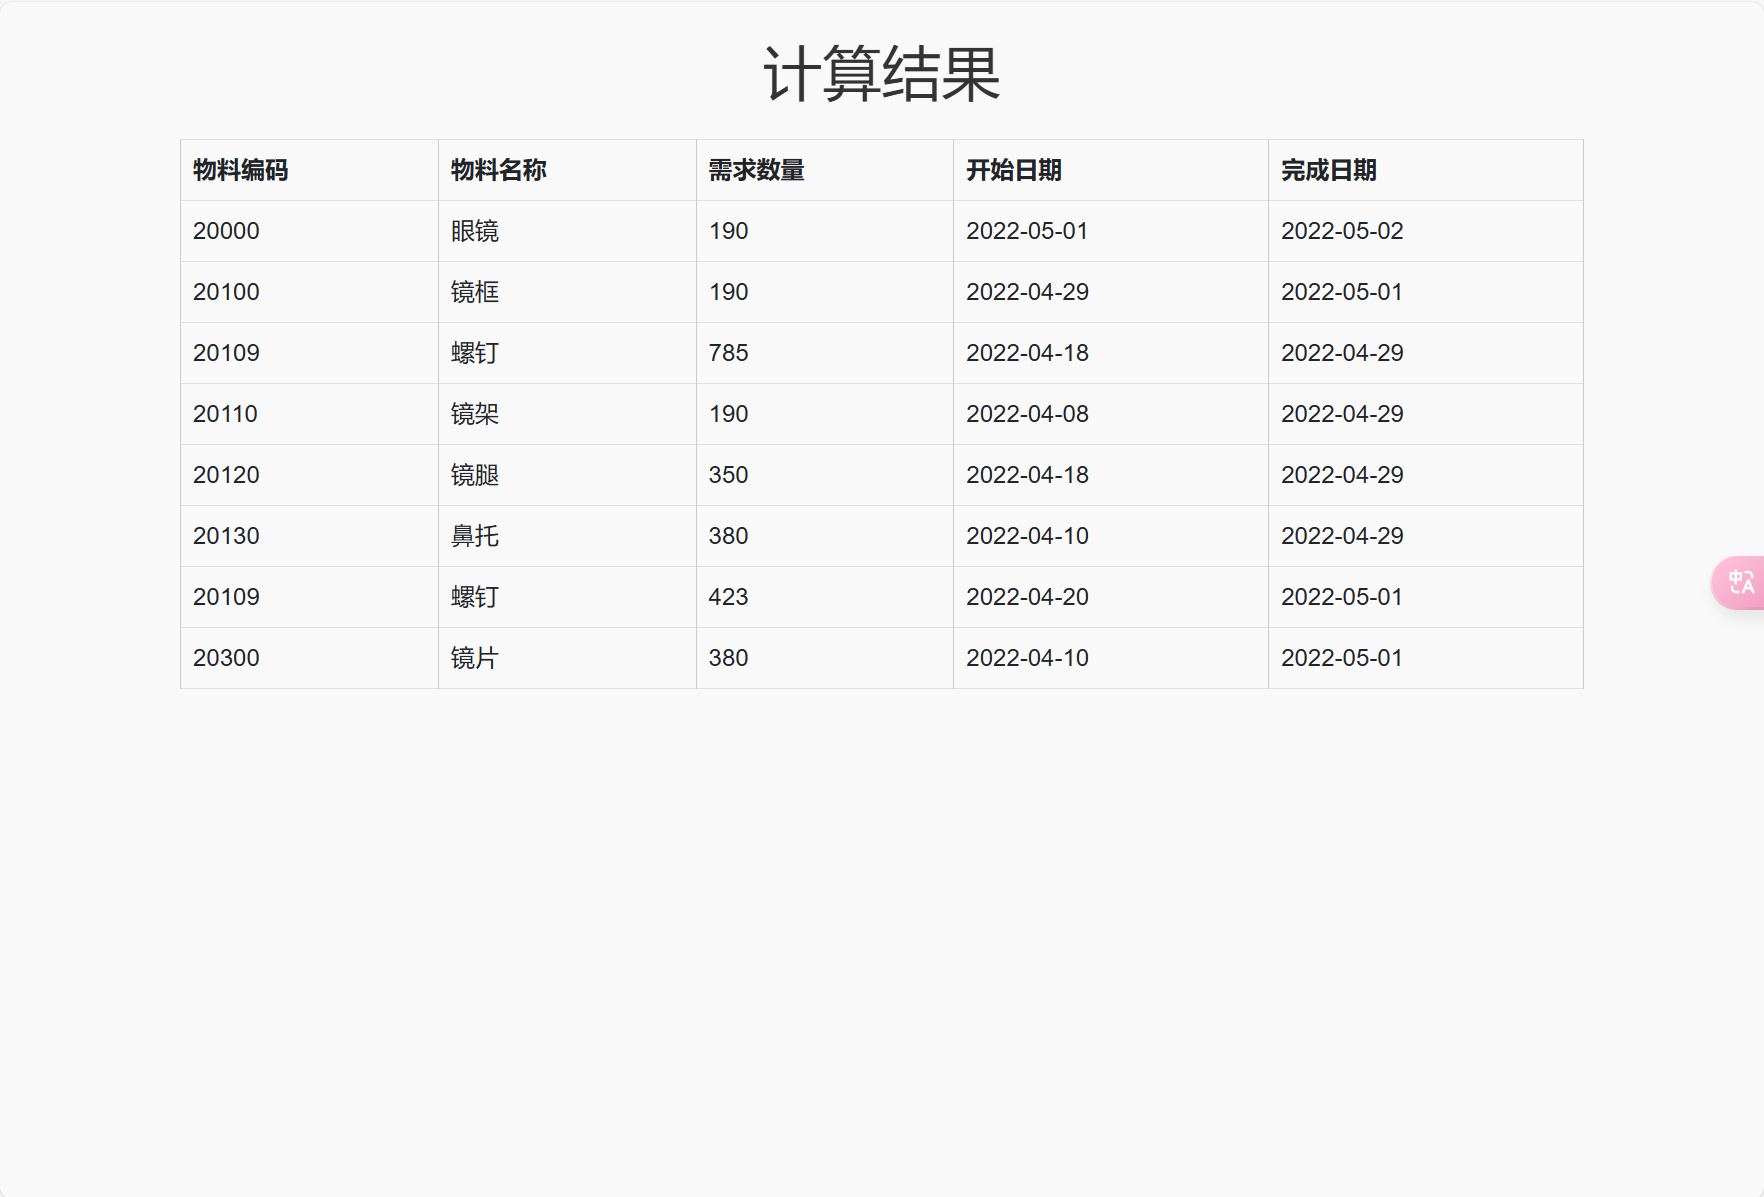 计算结果
物料编码 物料名称 需求数量 开始日期 完成日期
20000 眼镜 190 2022-05-01 2022-05-02
20100 镜框 190 2022-04-29 2022-05-01
20109 螺钉 785 2022-04-18 2022-04-29
20110 镜架 190 2022-04-08 2022-04-29
20120 镜腿 350 2022-04-18 2022-04-29
20130 鼻托 380 2022-04-10 2022-04-29
20109 螺钉 423 2022-04-20 2022-05-01
20300 镜片 380 2022-04-10 2022-05-01
中A